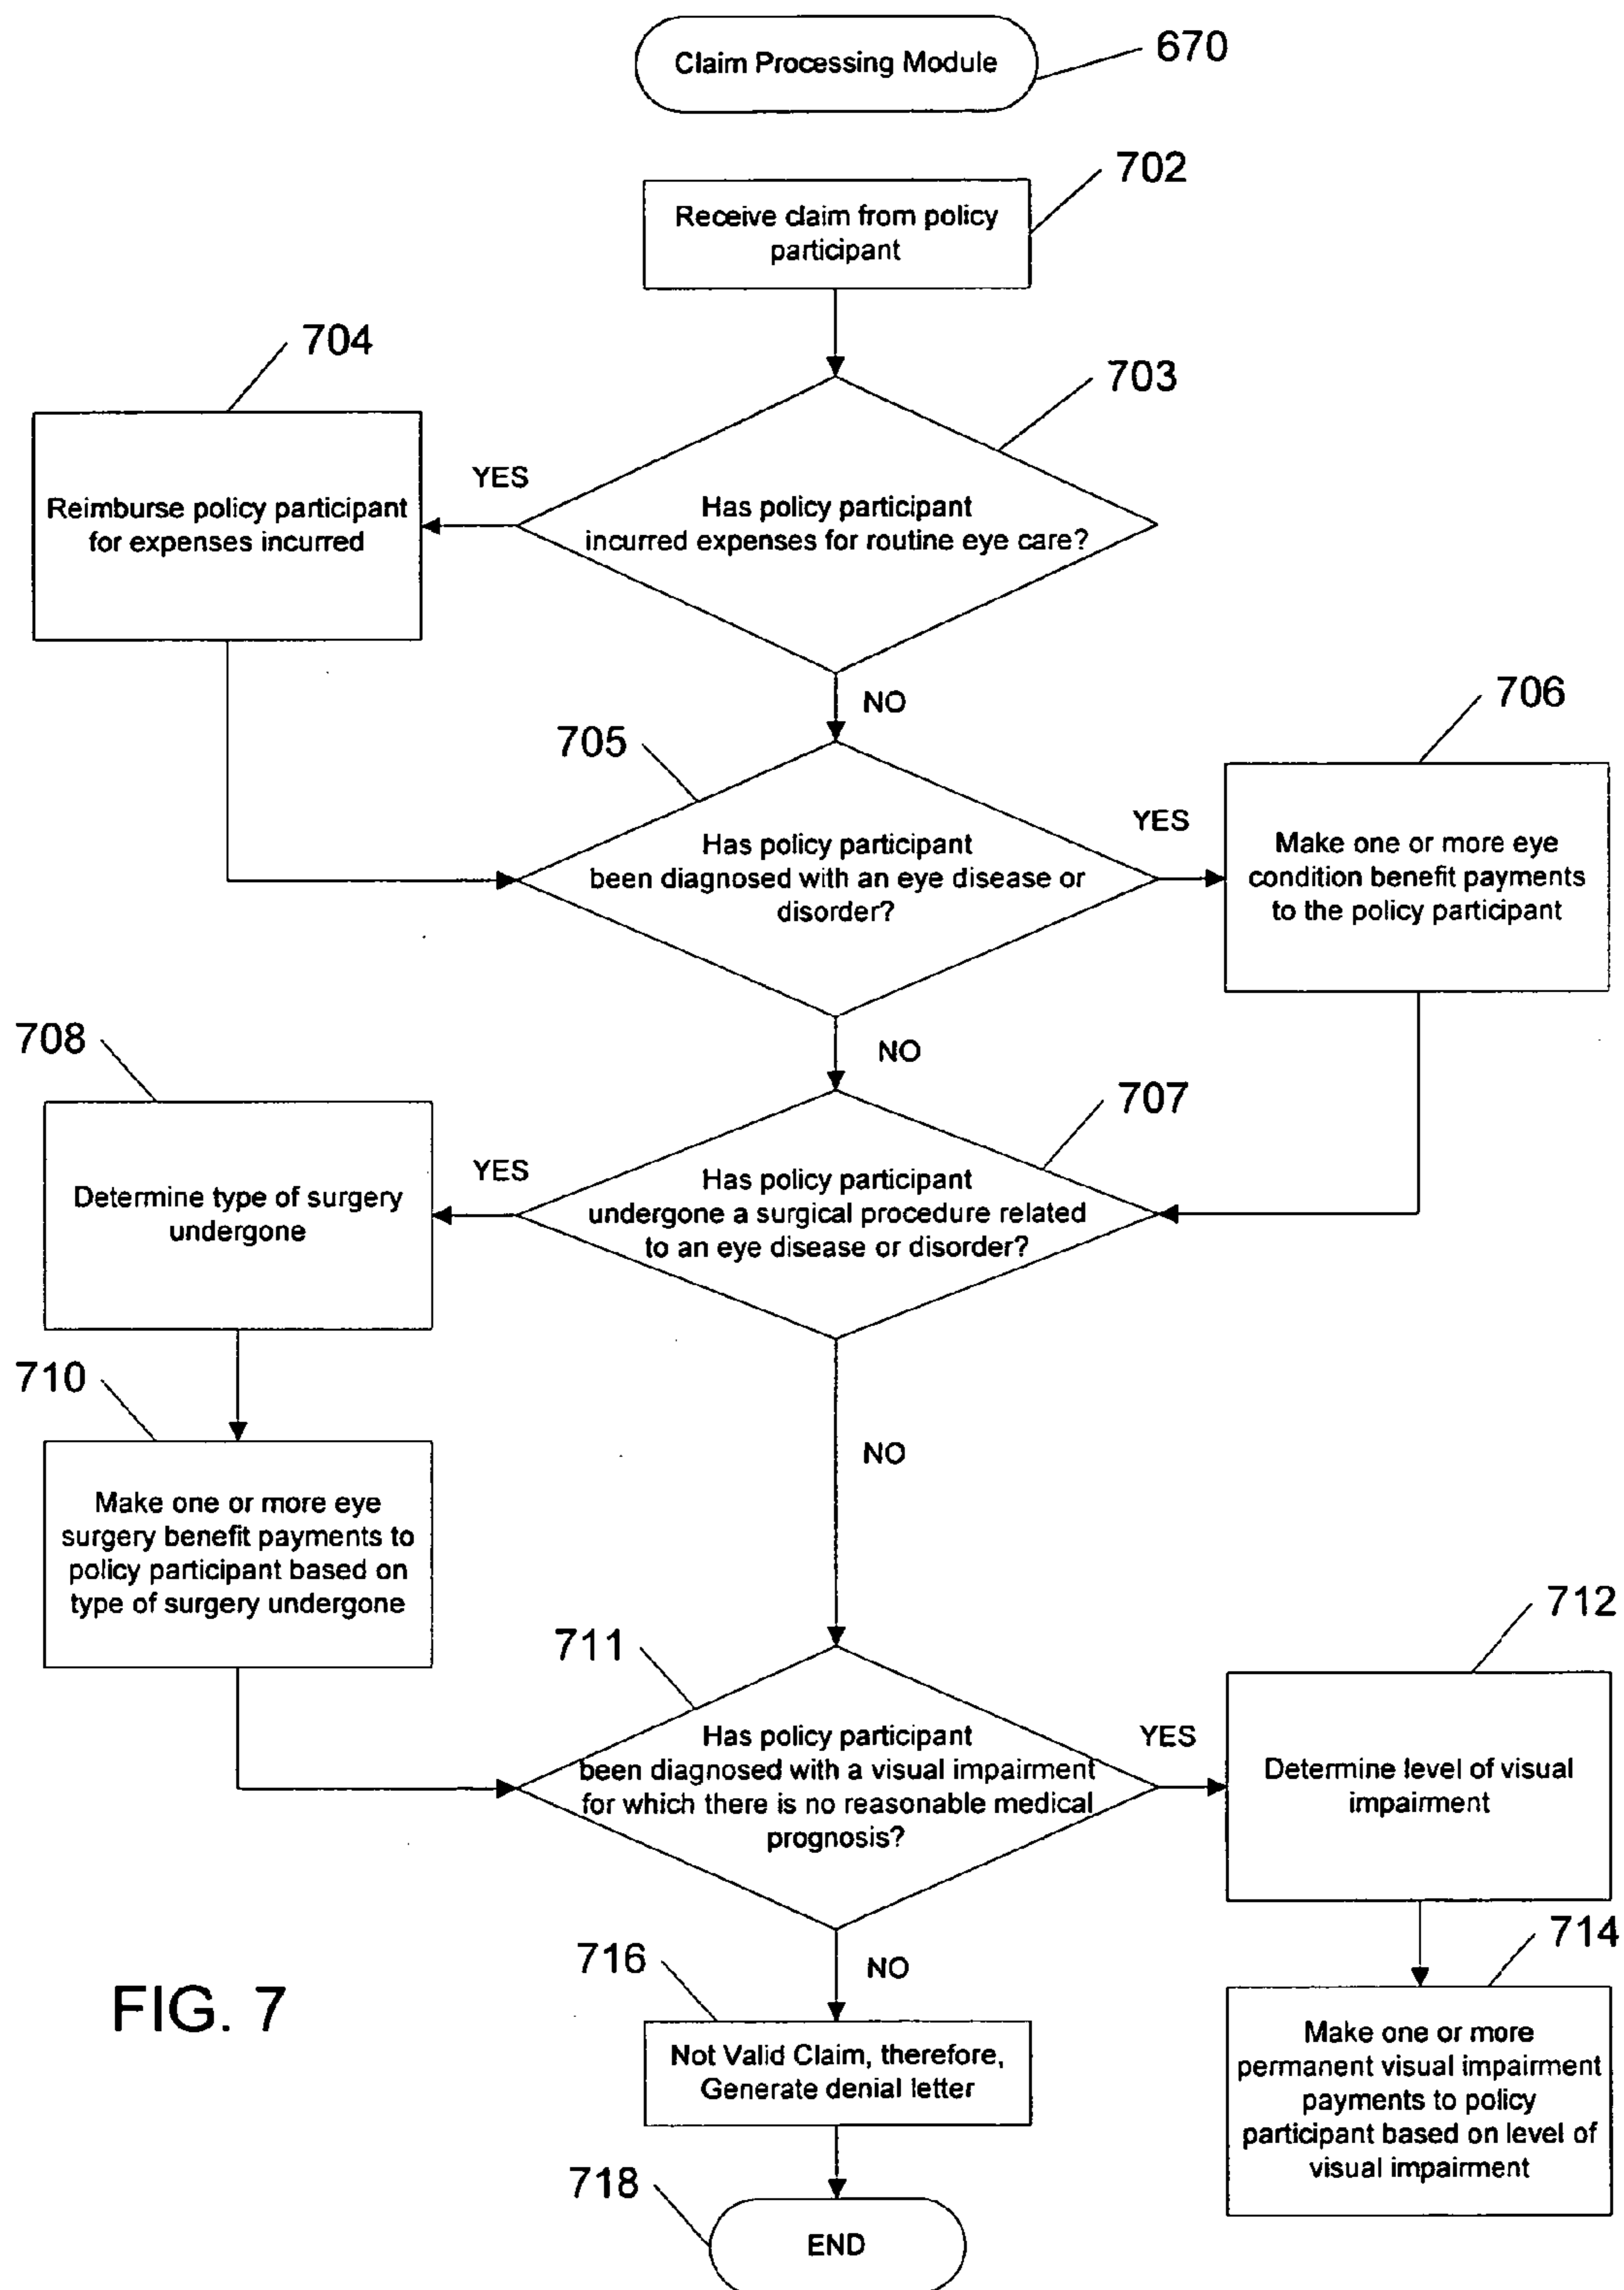 Claim Processing Module
670
702
Receive claim from policy
participant
704
703
YES
Reimburse policy participant
for expenses incurred
Has policy participant
incurred expenses for routine eye care?
NO
706
705
YES
Has policy participant
been diagnosed with an eye disease or
disorder?
Make one or more eye
condition benefit payments
to the policy participant
NO
708
707
YES
Determine type of surgery
undergone
Has policy participant
undergone a surgical procedure related
to an eye disease or disorder?
710
NO
Make one or more eye
surgery benefit payments to
policy participant based on
type of surgery undergone
712
711
YES
Has policy participant
been diagnosed with a visual impairment
for which there is no reasonable medical
prognosis?
Determine level of visual
impairment
714
716
NO
FIG. 7
Not Valid Claim, therefore,
Generate denial letter
Make one or more
permanent visual impairment
payments to policy
participant based on level of
visual impairment
718
END